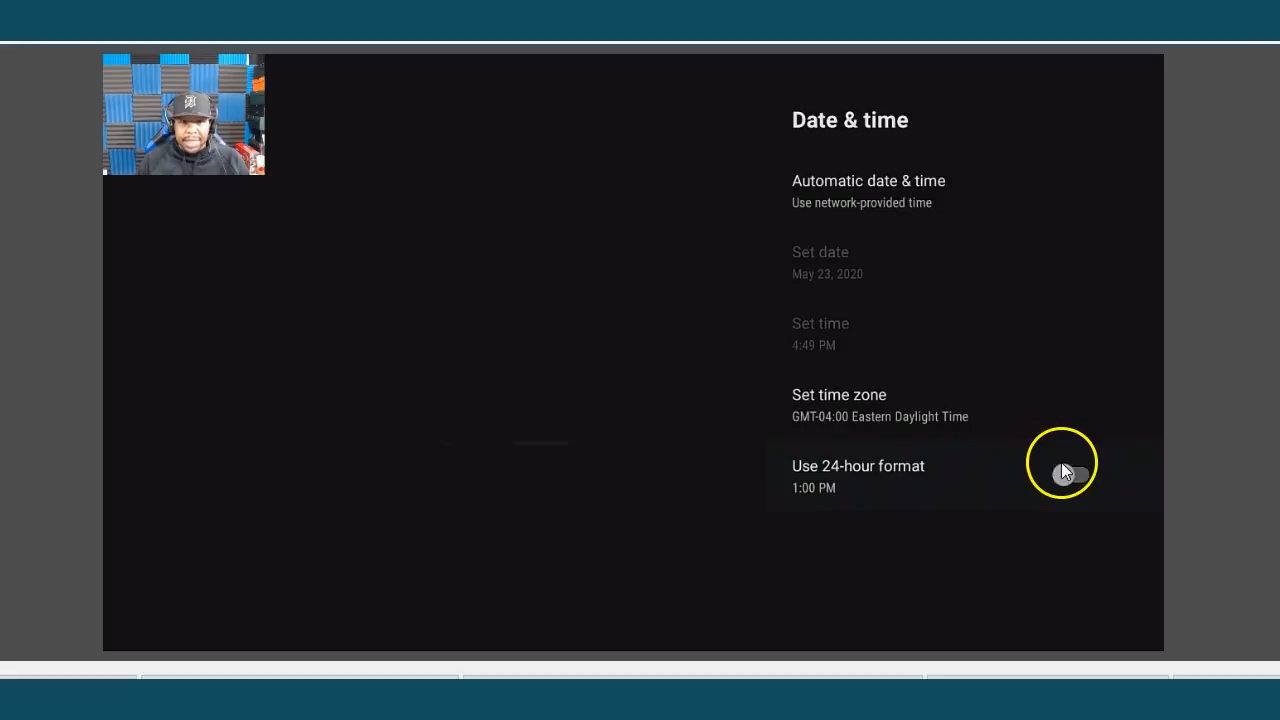 Date & time
Automatic date & time
Use network-provided time
Set date
May 23, 2020
Set time
4:49 PM
Set time zone
GMT-04:00 Eastern Daylight Time
Use 24-hour format
1:00 PM